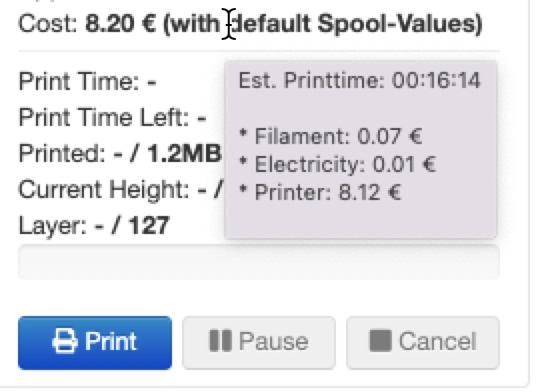 Cost: 8.20 € (with default Spool-Values)
Print Time: -
Est. Printtime: 00:16:14
Print Time Left: -
* Filament: 0.07 €
Printed: - / 1.2MB
* Electricity: 0.01 €
Current Height: - /
* Printer: 8.12 €
Layer: - / 127
Print
Pause
Cancel